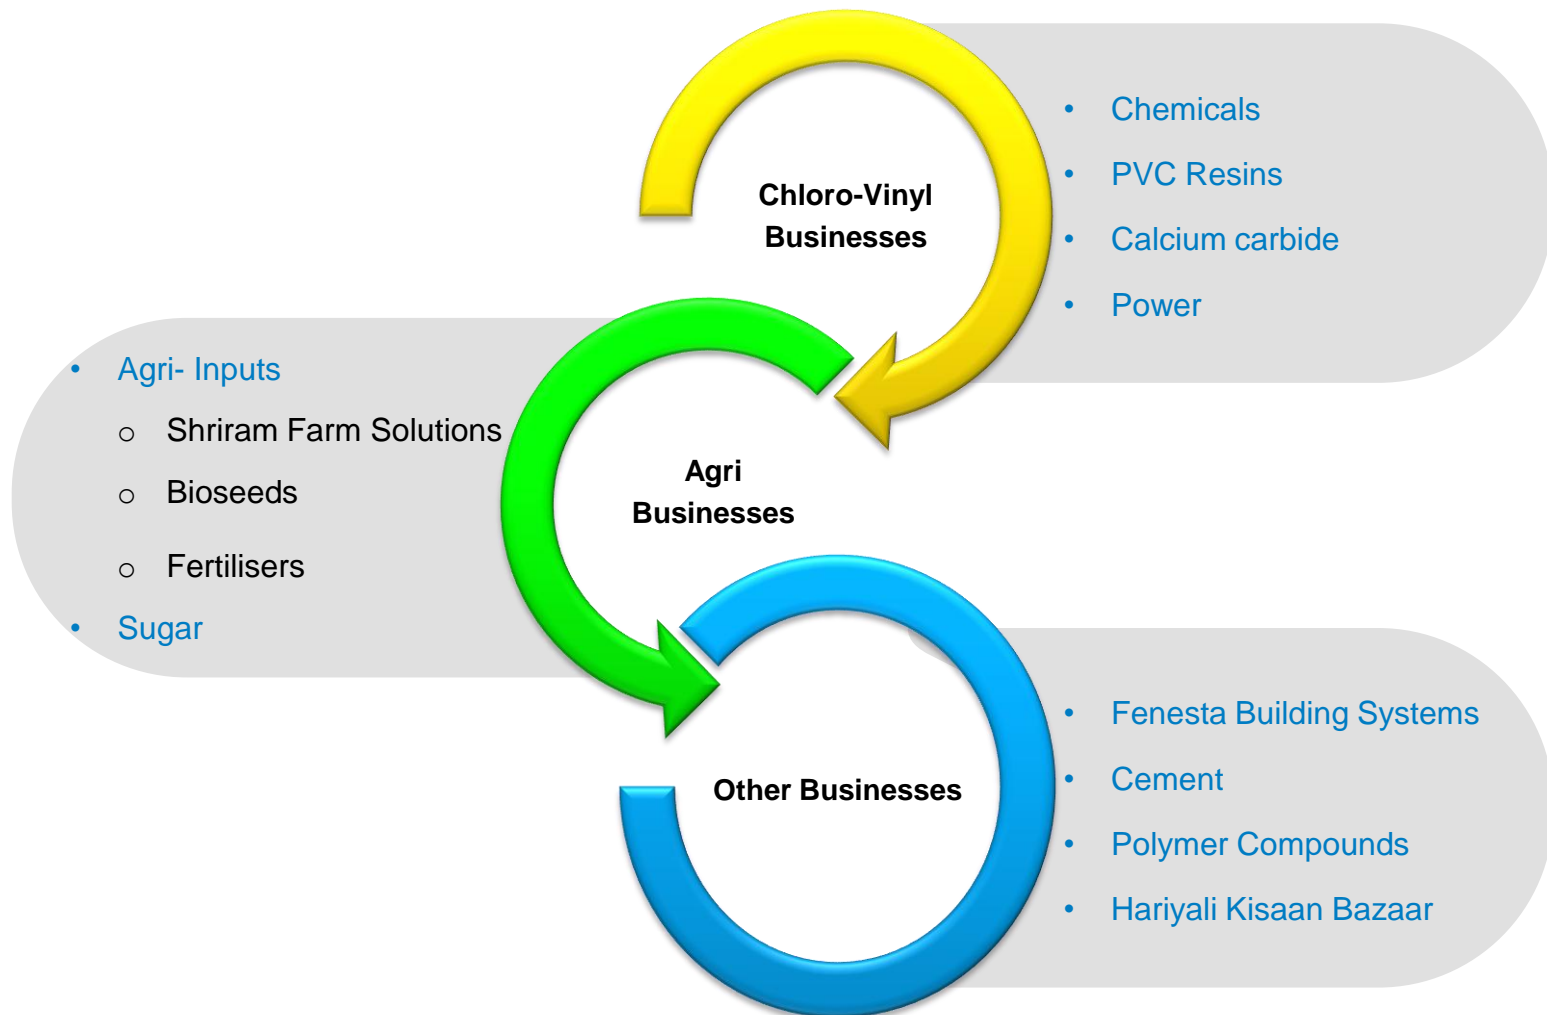 Chloro-Vinyl
Businesses
• Chemicals
• PVC Resins
• Calcium carbide
• Power
Agri
Businesses
• Agri- Inputs
o Shriram Farm Solutions
o Bioseeds
o Fertilisers
• Sugar
Other Businesses
• Fenesta Building Systems
• Cement
• Polymer Compounds
• Hariyali Kisaan Bazaar